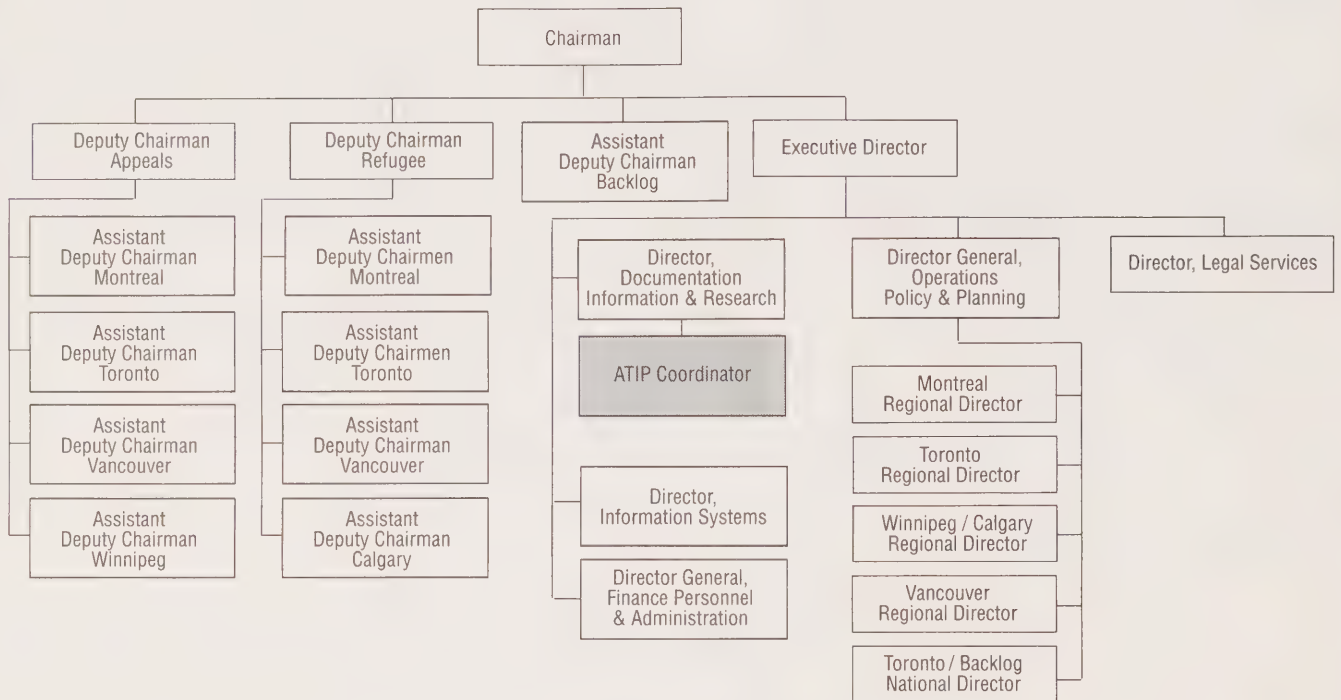 Chairman
Deputy Chairman
Appeals
Deputy Chairman
Refugee
Assistant
Deputy Chairman
Backlog
Executive Director
Assistant
Deputy Chairman
Montreal
Assistant
Deputy Chairman
Toronto
Assistant
Deputy Chairman
Vancouver
Assistant
Deputy Chairman
Winnipeg
Assistant
Deputy Chairmen
Montreal
Assistant
Deputy Chairmen
Toronto
Assistant
Deputy Chairman
Vancouver
Assistant
Deputy Chairman
Calgary
Director,
Documentation
Information & Research
ATIP Coordinator
Director,
Information Systems
Director General,
Finance Personnel
& Administration
Director General,
Operations
Policy & Planning
Montreal
Regional Director
Toronto
Regional Director
Winnipeg / Calgary
Regional Director
Vancouver
Regional Director
Toronto / Backlog
National Director
Director, Legal Services